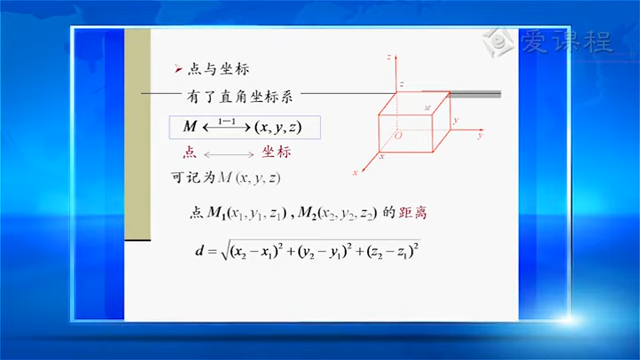 爱课程
点与坐标
有了直角坐标系
M ⟷ (x, y, z)
1—1
点 ⟷ 坐标
可记为M(x, y, z)
点 M₁(x₁, y₁, z₁) , M₂(x₂, y₂, z₂) 的距离
d = √(x₂ − x₁)² + (y₂ − y₁)² + (z₂ − z₁)²
z
z
M
y
O
y
x
x